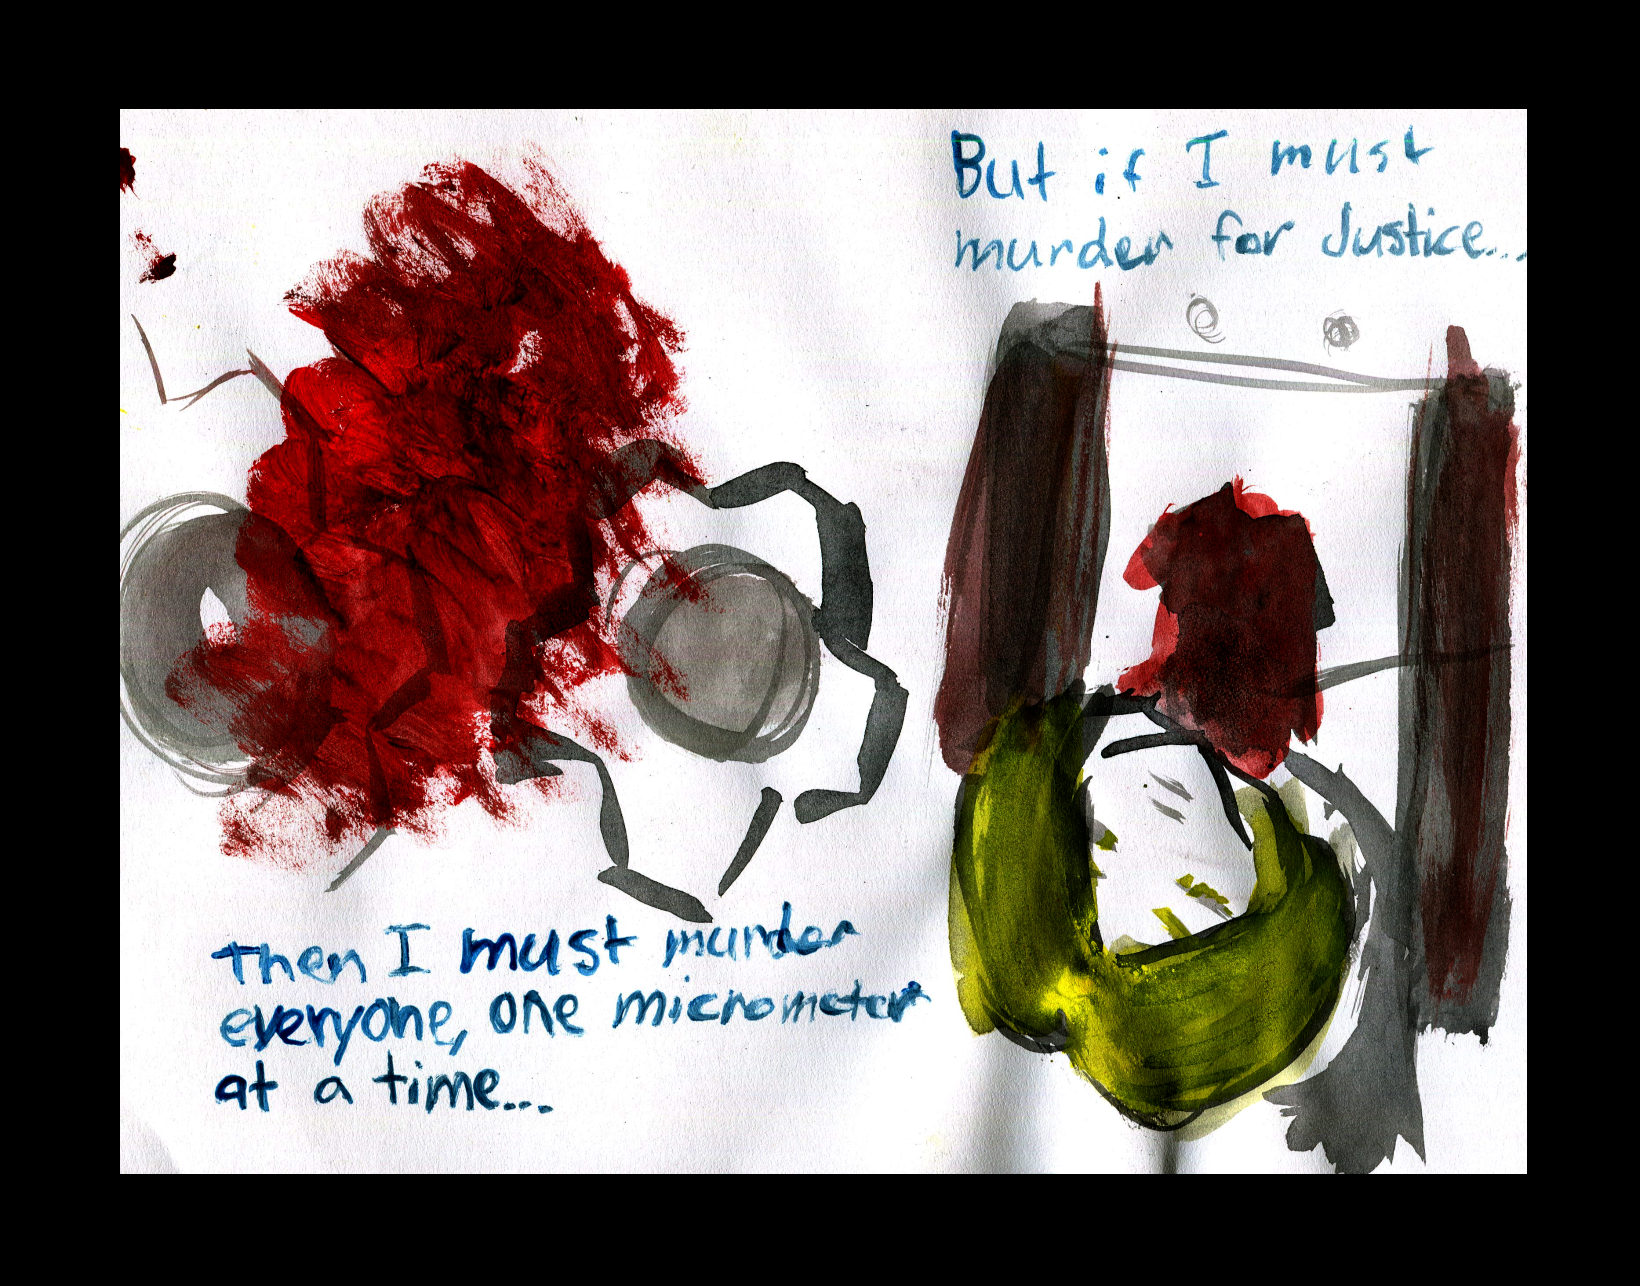 But if I must
murder for Justice...
Then I must murder
everyone, one micrometer
at a time...